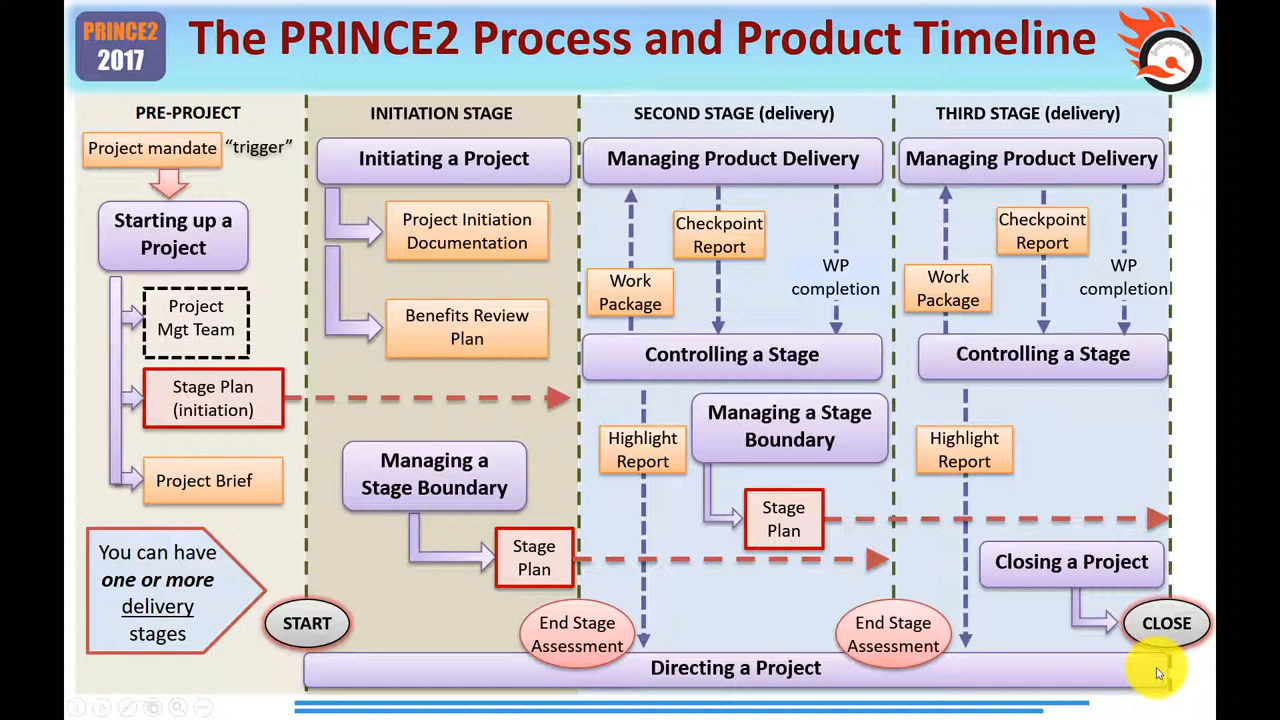 PRINCE2
2017
The PRINCE2 Process and Product Timeline
PRE-PROJECT
Project mandate
"trigger"
Starting up a
Project
Project
Mgt Team
Stage Plan
(initiation)
Project Brief
You can have
one or more
delivery
stages
START
INITIATION STAGE
Initiating a Project
Project Initiation
Documentation
Benefits Review
Plan
Managing a
Stage Boundary
Stage
Plan
End Stage
Assessment
SECOND STAGE (delivery)
Managing Product Delivery
Checkpoint
Report
Work
Package
WP
completion
Controlling a Stage
Managing a Stage
Boundary
Highlight
Report
Stage
Plan
End Stage
Assessment
THIRD STAGE (delivery)
Managing Product Delivery
Checkpoint
Report
Work
Package
WP
completion
Controlling a Stage
Highlight
Report
Closing a Project
CLOSE
Directing a Project